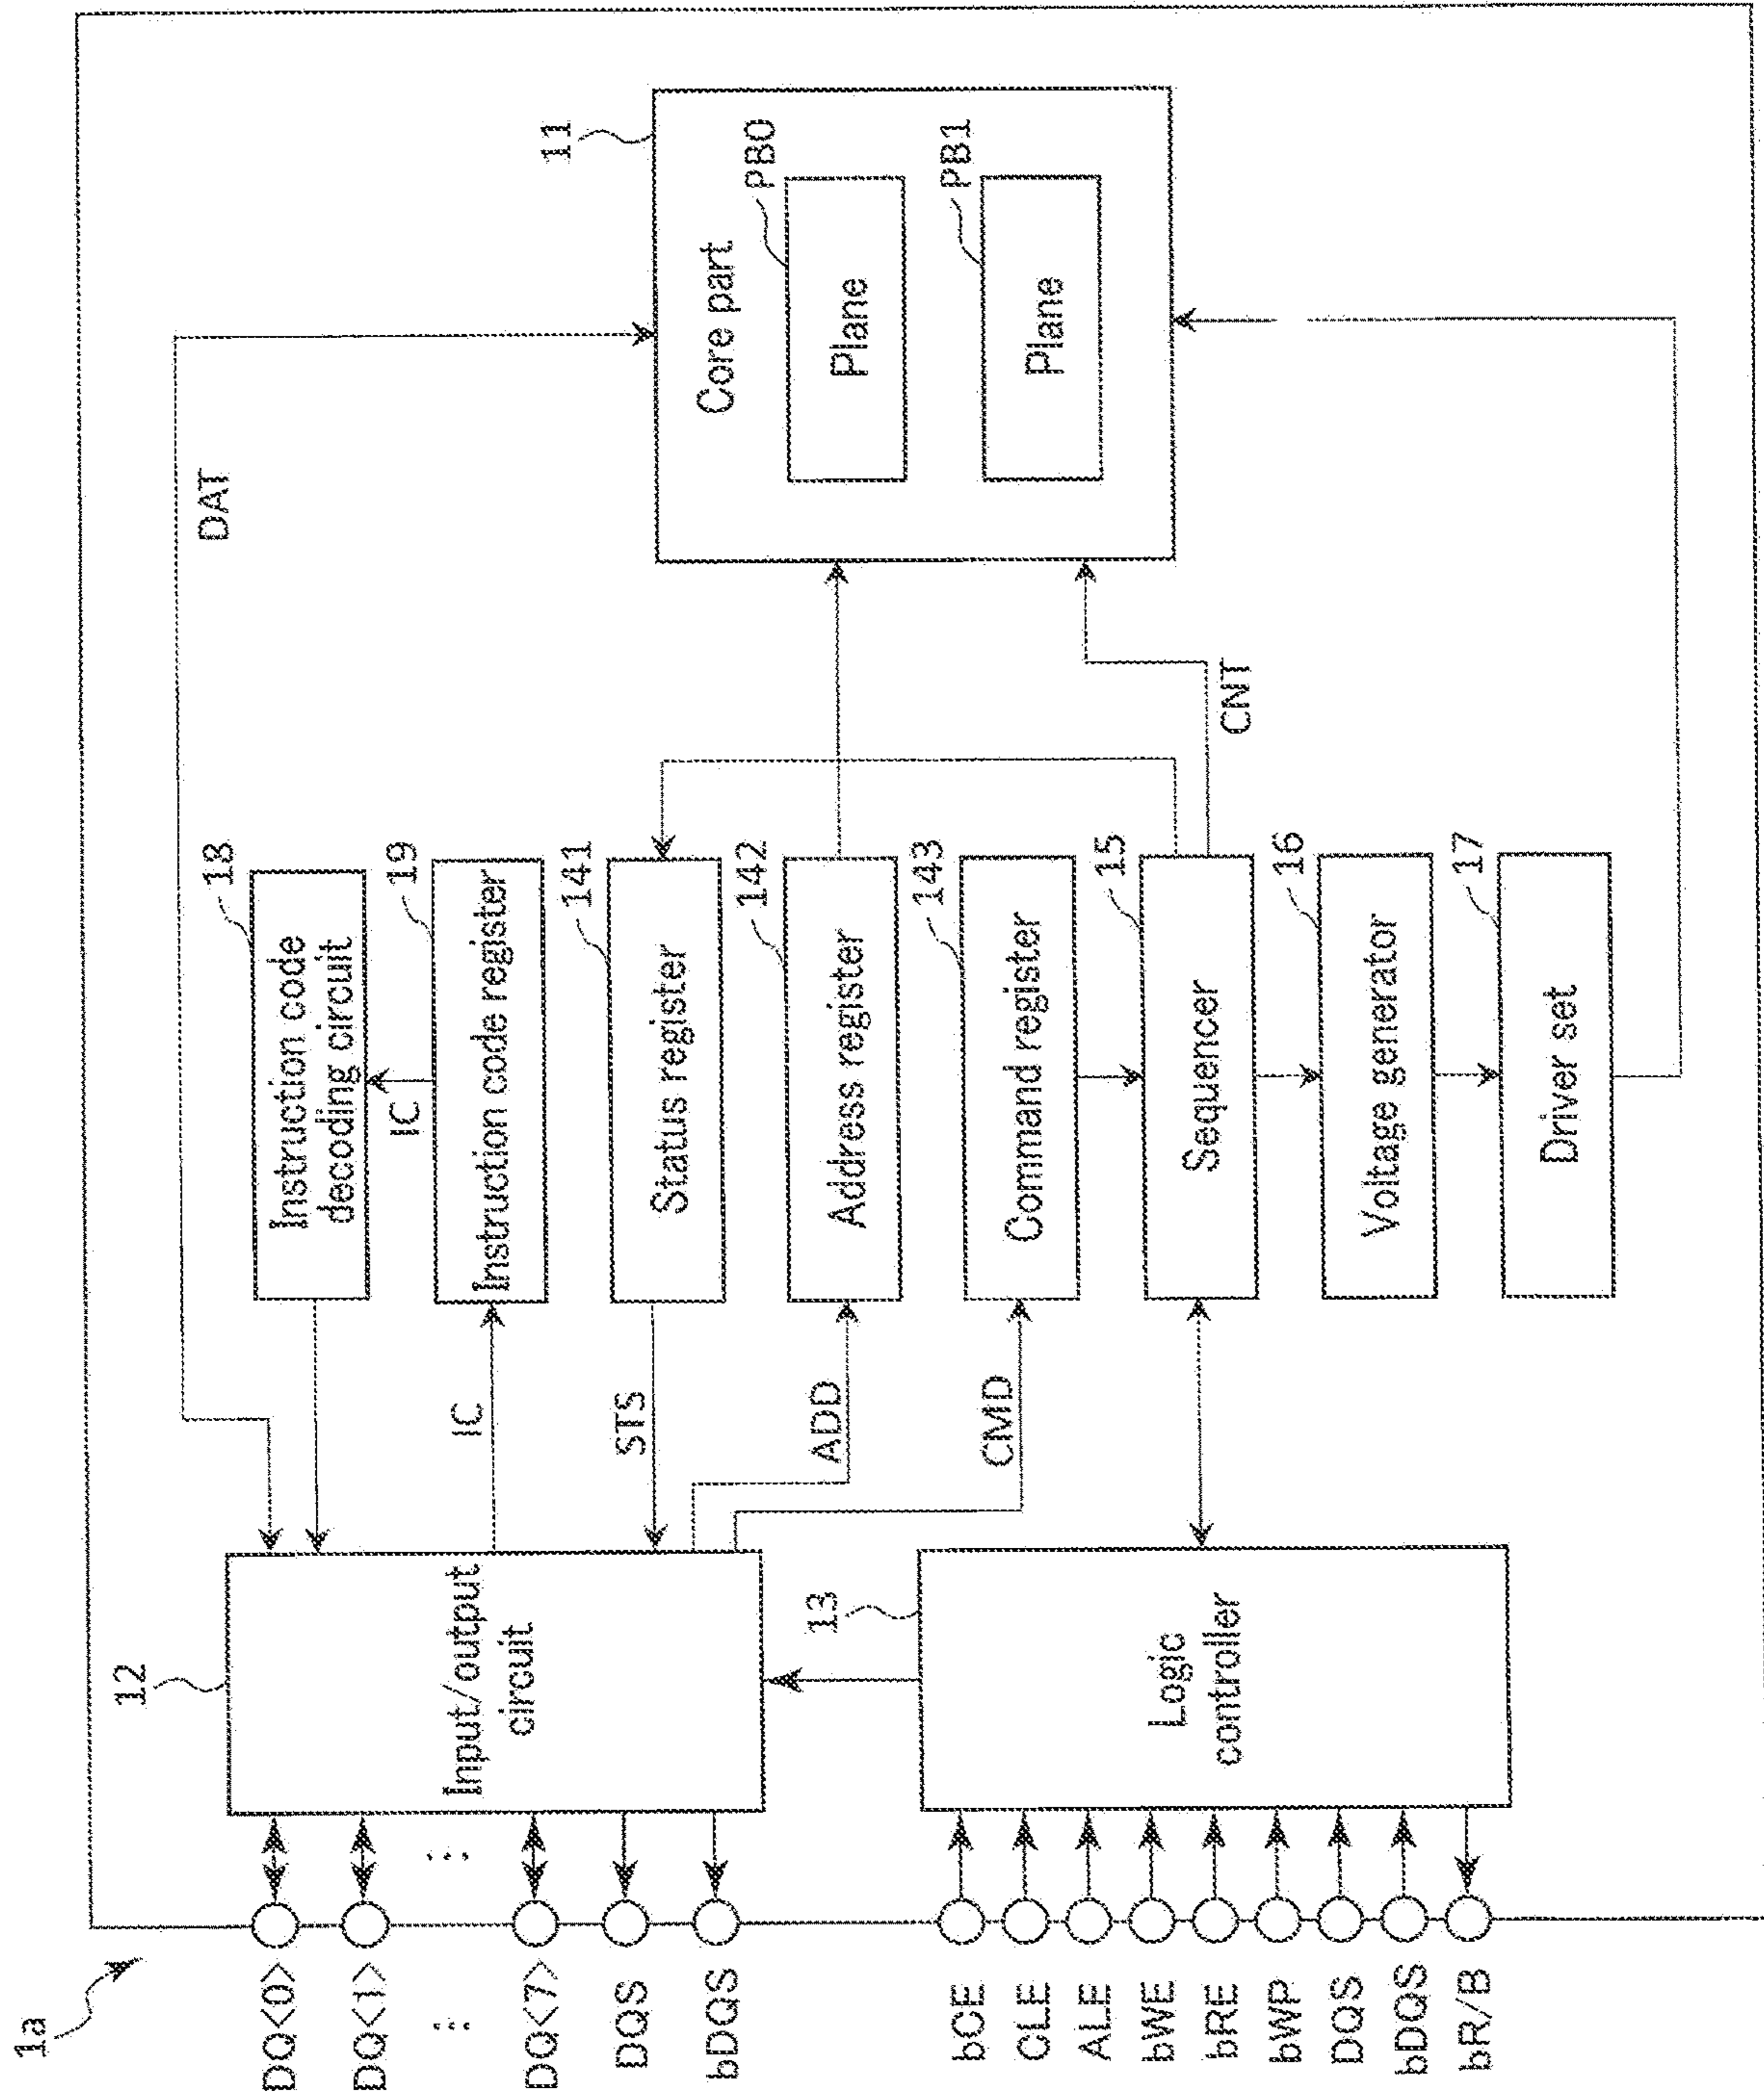 1a
DQ<0>
DQ<1>
DQ<7>
DQS
bDQS
bCE
CLE
ALE
bWE
bRE
bWP
DQS
bDQS
bR/B
12
Input/output
circuit
13
Logic
controller
DAT
IC
STS
ADD
CMD
18
Instruction code
decoding circuit
IC
19
Instruction code register
141
Status register
142
Address register
143
Command register
15
Sequencer
16
Voltage generator
17
Driver set
CNT
11
Core part
PB0
Plane
PB1
Plane